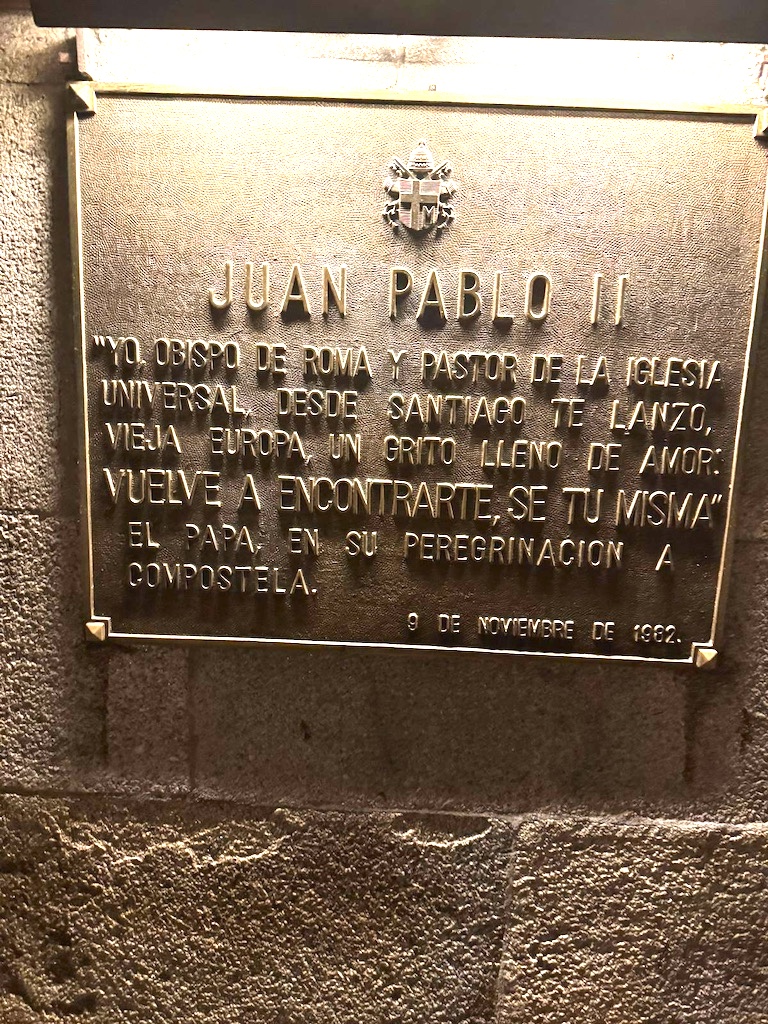 M
JUAN PABLO II
"YO, OBISPO DE ROMA Y PASTOR DE LA IGLESIA
UNIVERSAL, DESDE SANTIAGO TE LANZO,
VIEJA EUROPA, UN GRITO LLENO DE AMOR:
VUELVE A ENCONTRARTE, SE TU MISMA"
EL PAPA, EN SU PEREGRINACION A
COMPOSTELA.
9 DE NOVIEMBRE DE 1982.